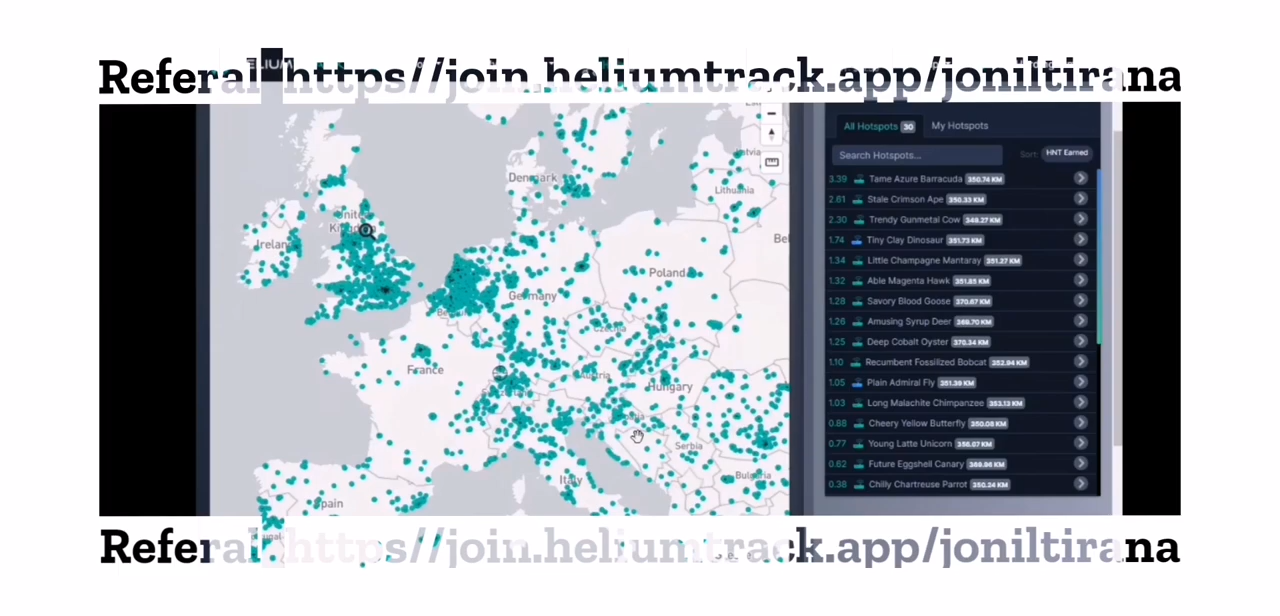 Referal https//join.heliumtrack.app/joniltirana
All Hotspots 30 My Hotspots
Search Hotspots...
Sort: HNT Earned
3.39 Tame Azure Barracuda 350.74 KM
2.81 Stale Crimson Ape 350.33 KM
2.30 Trendy Gunmetal Cow 348.27 KM
1.74 Tiny Clay Dinosaur 351.73 KM
1.34 Little Champagne Mantaray 351.27 KM
1.32 Able Magenta Hawk 351.85 KM
1.28 Savory Blood Goose 370.67 KM
1.26 Amusing Syrup Deer 369.70 KM
1.25 Deep Cobalt Oyster 370.34 KM
1.10 Recumbent Fossilized Bobcat 352.94 KM
1.05 Plain Admiral Fly 351.39 KM
1.03 Long Malachite Chimpanzee 353.13 KM
0.88 Cheery Yellow Butterfly 350.08 KM
0.77 Young Latte Unicorn 356.07 KM
0.62 Future Eggshell Canary 369.86 KM
0.38 Chilly Chartreuse Parrot 350.24 KM
Denmark
Lithuania
United
Kingdom
Ireland
Poland
Germany
Czechia
France
Austria
Hungary
Serbia
Bulgaria
Italy
Spain
Referal https//join.heliumtrack.app/joniltirana